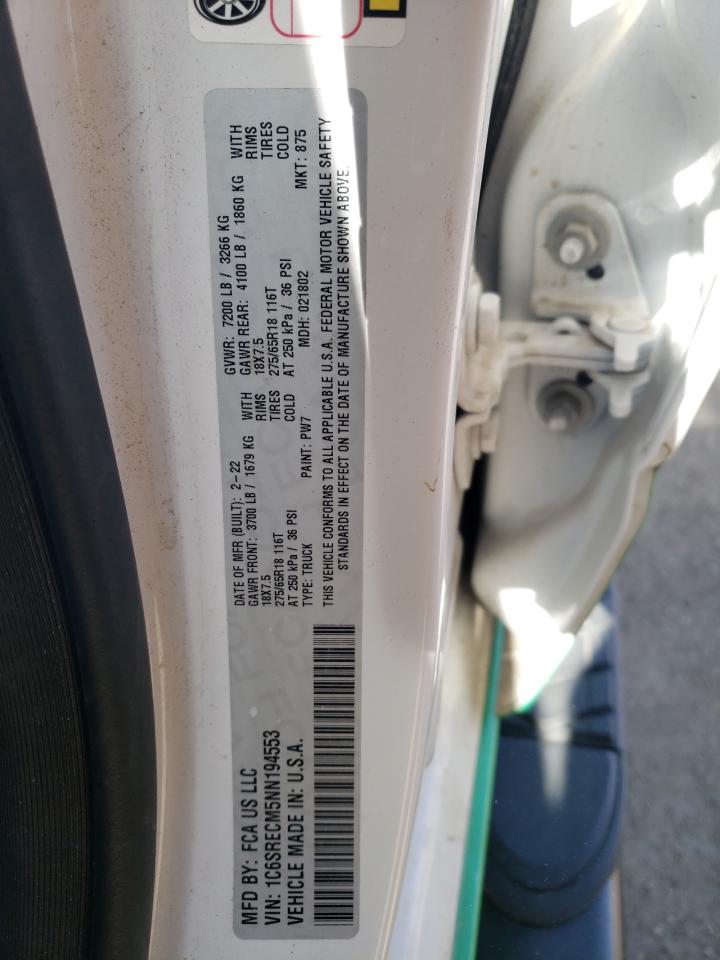 MFD BY: FCA US LLC
VIN: 1C6SRECM5NN194553
VEHICLE MADE IN: U.S.A.
DATE OF MFR (BUILT): 2-22 GVWR: 7200 LB / 3266 KG
GAWR FRONT: 3700 LB / 1679 KG WITH GAWR REAR: 4100 LB / 1860 KG WITH
18X7.5 RIMS 18X7.5 RIMS
275/65R18 116T TIRES 275/65R18 116T TIRES
AT 250 kPa / 36 PSI COLD AT 250 kPa / 36 PSI COLD
TYPE: TRUCK PAINT: PW7 MDH: 021802 MKT: 875
THIS VEHICLE CONFORMS TO ALL APPLICABLE U.S.A. FEDERAL MOTOR VEHICLE SAFETY
STANDARDS IN EFFECT ON THE DATE OF MANUFACTURE SHOWN ABOVE.